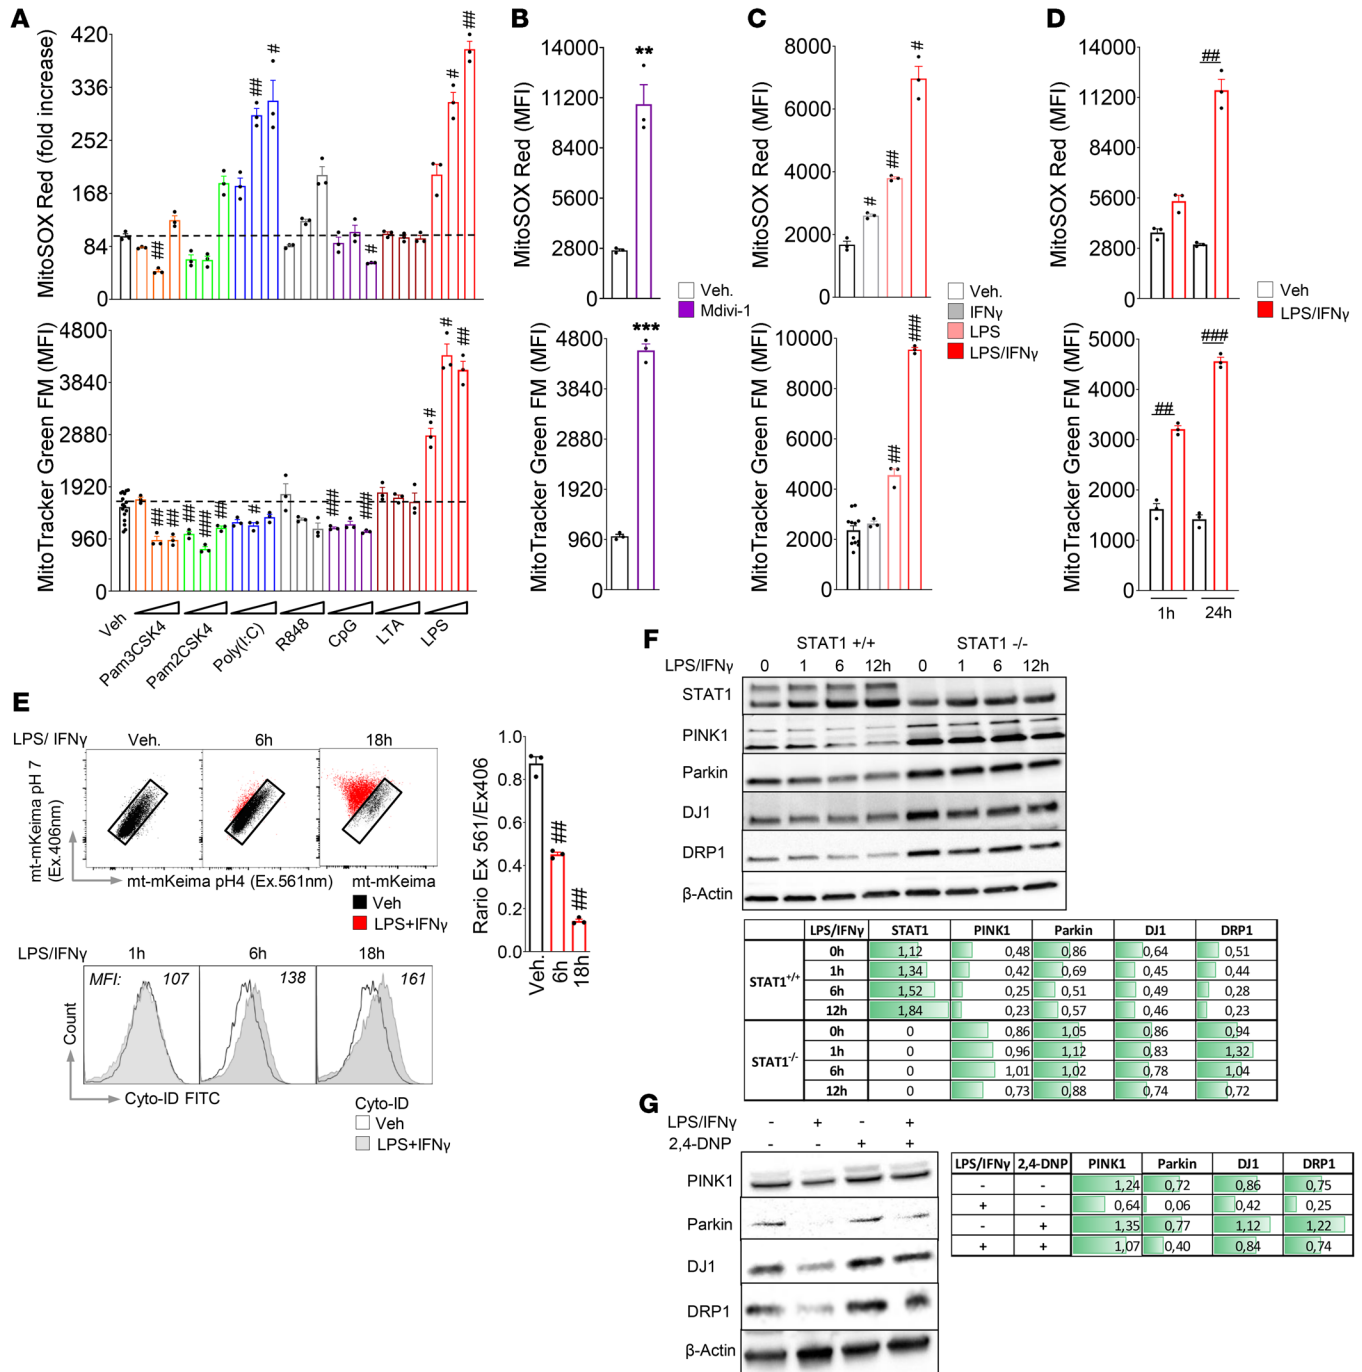 A
MitoSOX Red (fold increase)
420
336
252
168
84
0
##
##
#
#
#
##
MitoTracker Green FM (MFI)
4800
3840
2880
1920
960
0
##
##
##
###
##
#
##
##
#
#
##
Veh
Pam3CSK4
Pam2CSK4
Poly(I:C)
R848
CpG
LTA
LPS
B
MitoSOX Red (MFI)
14000
11200
8400
5600
2800
0
**
MitoTracker Green FM (MFI)
4800
3840
2880
1920
960
0
***
Veh.
Mdivi-1
C
MitoSOX Red (MFI)
8000
6000
4000
2000
0
#
##
#
MitoTracker Green FM (MFI)
10000
8000
6000
4000
2000
0
##
###
Veh.
IFNγ
LPS
LPS/IFNγ
D
MitoSOX Red (MFI)
14000
11200
8400
5600
2800
0
##
MitoTracker Green FM (MFI)
5000
4000
3000
2000
1000
0
##
###
1h
24h
Veh
LPS/IFNγ
E
LPS/ IFNγ
Veh.
6h
18h
mt-mKeima pH 7
(Ex.406nm)
mt-mKeima pH4 (Ex.561nm)
mt-mKeima
Veh
LPS+IFNγ
Rario Ex 561/Ex406
1.0
0.8
0.6
0.4
0.2
0.0
##
##
Veh.
6h
18h
LPS/IFNγ
1h
6h
18h
MFI: 107
138
161
Count
Cyto-ID FITC
Cyto-ID
Veh
LPS+IFNγ
F
STAT1 +/+ STAT1 -/-
LPS/IFNγ 0 1 6 12h 0 1 6 12h
STAT1
PINK1
Parkin
DJ1
DRP1
β-Actin
LPS/IFNγ STAT1 PINK1 Parkin DJ1 DRP1
STAT1+/+
0h 1,12 0,48 0,86 0,64 0,51
1h 1,34 0,42 0,69 0,45 0,44
6h 1,52 0,25 0,51 0,49 0,28
12h 1,84 0,23 0,57 0,46 0,23
STAT1-/-
0h 0 0,86 1,05 0,86 0,94
1h 0 0,96 1,12 0,83 1,32
6h 0 1,01 1,02 0,78 1,04
12h 0 0,73 0,88 0,74 0,72
G
LPS/IFNγ - + - +
2,4-DNP - - + +
PINK1
Parkin
DJ1
DRP1
β-Actin
LPS/IFNγ 2,4-DNP PINK1 Parkin DJ1 DRP1
- - 1,24 0,72 0,86 0,75
+ - 0,64 0,06 0,42 0,25
- + 1,35 0,77 1,12 1,22
+ + 1,07 0,40 0,84 0,74